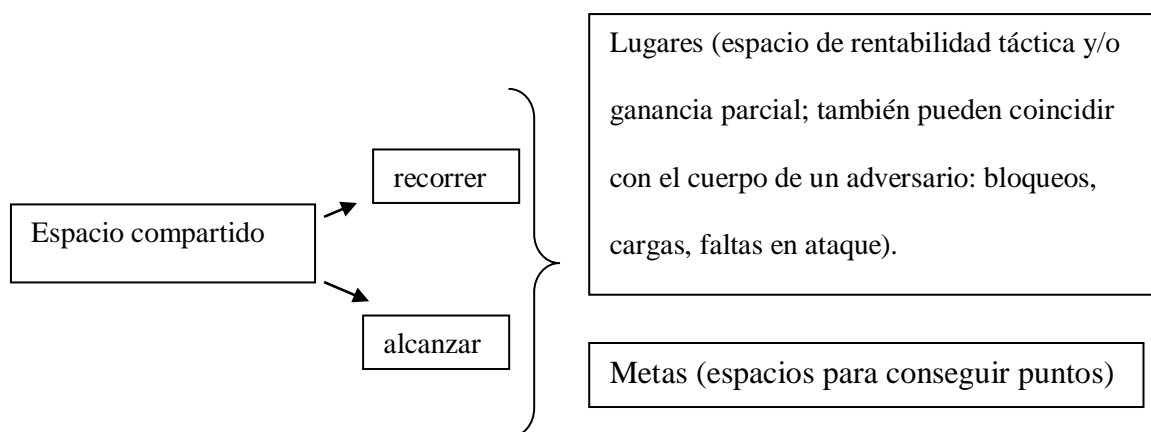 Espacio compartido
recorrer
alcanzar
Lugares (espacio de rentabilidad táctica y/o
ganancia parcial; también pueden coincidir
con el cuerpo de un adversario: bloqueos,
cargas, faltas en ataque).
Metas (espacios para conseguir puntos)